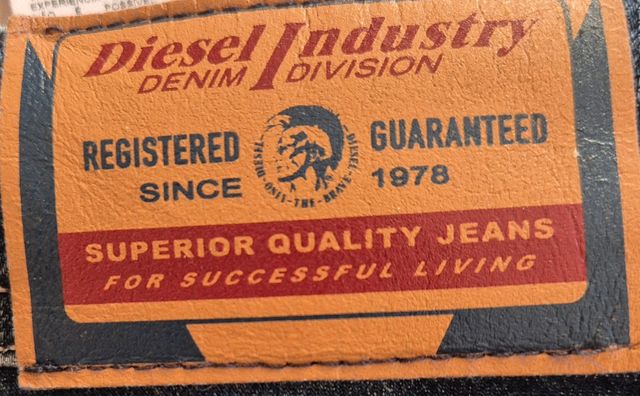 Diesel Industry
DENIM DIVISION
REGISTERED GUARANTEED
SINCE 1978
DIESEL·ONLY·THE·BRAVE·DIESEL
SUPERIOR QUALITY JEANS
FOR SUCCESSFUL LIVING